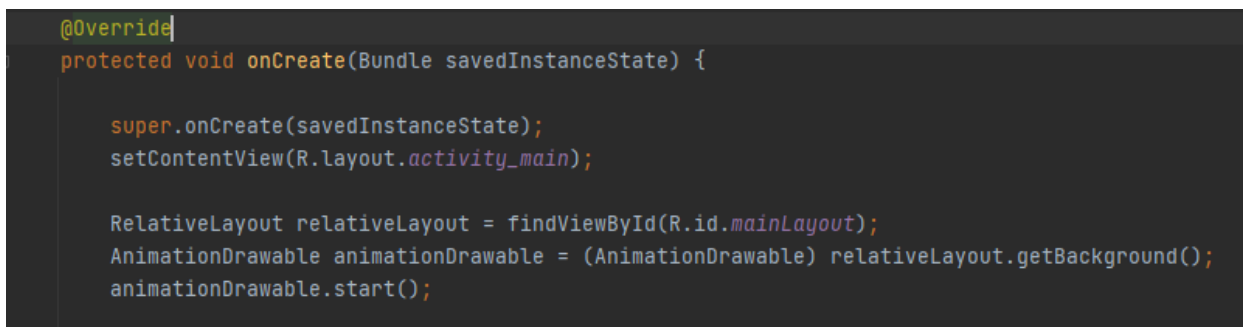 @Override
protected void onCreate(Bundle savedInstanceState) {
super.onCreate(savedInstanceState);
setContentView(R.layout.activity_main);
RelativeLayout relativeLayout = findViewById(R.id.mainLayout);
AnimationDrawable animationDrawable = (AnimationDrawable) relativeLayout.getBackground();
animationDrawable.start();